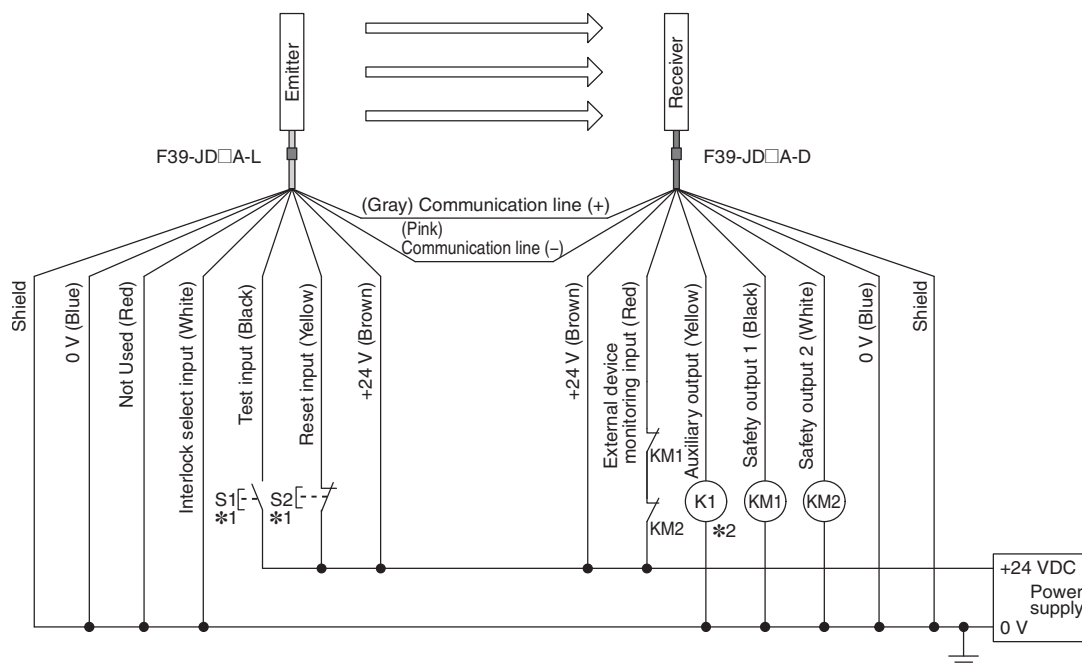 Emitter
Receiver
F39-JD□A-L
F39-JD□A-D
(Gray) Communication line (+)
(Pink)
Communication line (−)
Shield
0 V (Blue)
Not Used (Red)
Interlock select input (White)
Test input (Black)
Reset input (Yellow)
+24 V (Brown)
+24 V (Brown)
External device
monitoring input (Red)
Auxiliary output (Yellow)
Safety output 1 (Black)
Safety output 2 (White)
0 V (Blue)
Shield
S1
*1
S2
*1
KM1
KM2
K1
*2
KM1
KM2
+24 VDC
Power
supply
0 V